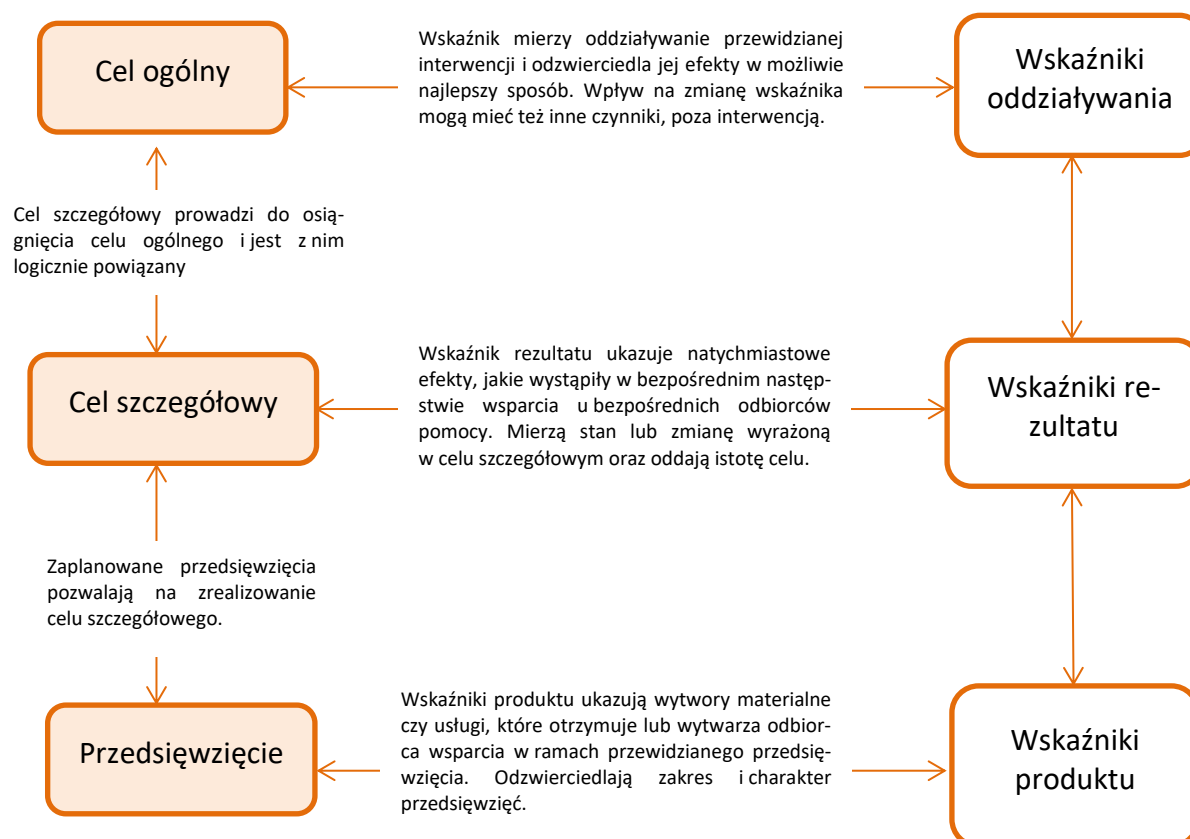 Cel ogólny
Wskaźnik mierzy oddziaływanie przewidzianej
interwencji i odzwierciedla jej efekty w możliwie
najlepszy sposób. Wpływ na zmianę wskaźnika
mogą mieć też inne czynniki, poza interwencją.
Wskaźniki
oddziaływania
Cel szczegółowy prowadzi do osią-
gnięcia celu ogólnego i jest z nim
logicznie powiązany
Cel szczegółowy
Wskaźnik rezultatu ukazuje natychmiastowe
efekty, jakie wystąpiły w bezpośrednim następ-
stwie wsparcia u bezpośrednich odbiorców
pomocy. Mierzą stan lub zmianę wyrażoną
w celu szczegółowym oraz oddają istotę celu.
Wskaźniki re-
zultatu
Zaplanowane przedsięwzięcia
pozwalają na zrealizowanie
celu szczegółowego.
Przedsięwzięcie
Wskaźniki produktu ukazują wytwory materialne
czy usługi, które otrzymuje lub wytwarza odbior-
ca wsparcia w ramach przewidzianego przedsię-
wzięcia. Odzwierciedlają zakres i charakter
przedsięwzięć.
Wskaźniki
produktu